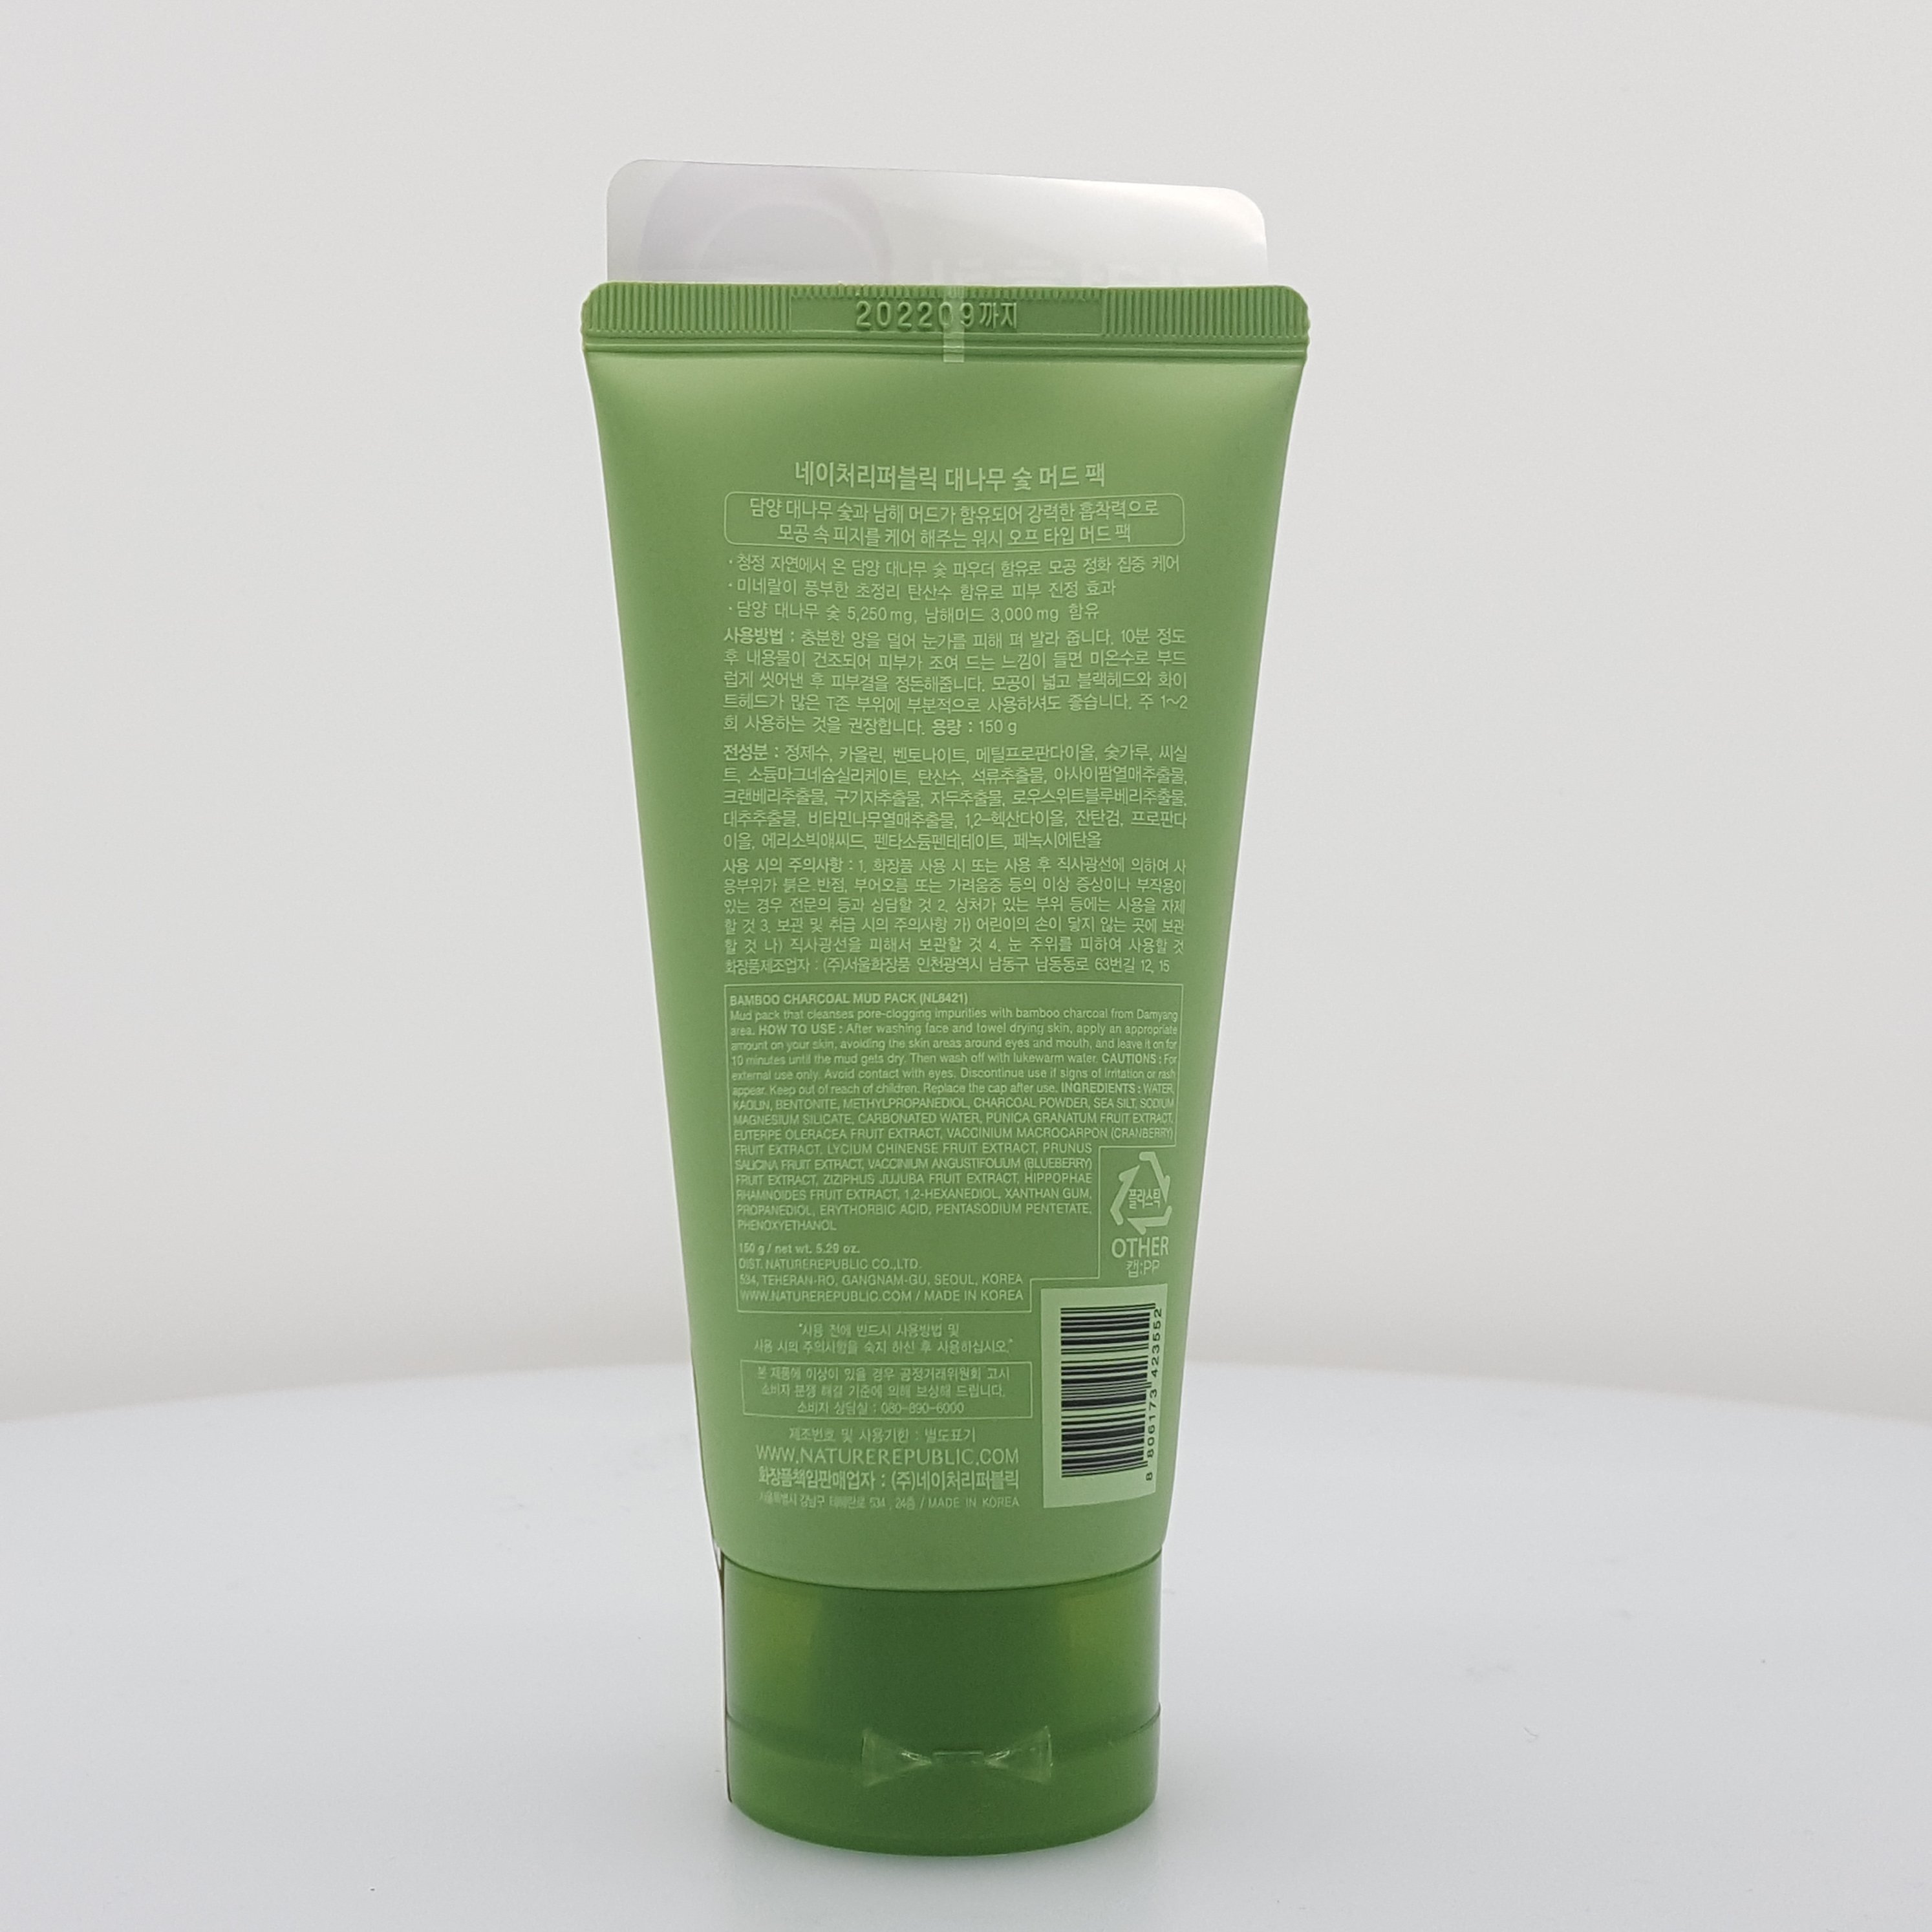 202209까지
네이처리퍼블릭 대나무 숯 머드 팩
담양 대나무 숯과 남해 머드가 함유되어 강력한 흡착력으로
모공 속 피지를 케어 해주는 워시 오프 타입 머드 팩
·청정 자연에서 온 담양 대나무 숯 파우더 함유로 모공 정화 집중 케어
·미네랄이 풍부한 초정리 탄산수 함유로 피부 진정 효과
·담양 대나무 숯 5,250mg, 남해머드 3,000mg 함유
사용방법 : 충분한 양을 덜어 눈가를 피해 펴 발라 줍니다. 10분 정도
후 내용물이 건조되어 피부가 조여 드는 느낌이 들면 미온수로 부드
럽게 씻어낸 후 피부결을 정돈해줍니다. 모공이 넓고 블랙헤드와 화이
트헤드가 많은 T존 부위에 부분적으로 사용하셔도 좋습니다. 주 1~2
회 사용하는 것을 권장합니다. 용량 : 150 g
전성분 : 정제수, 카올린, 벤토나이트, 메틸프로판다이올, 숯가루, 씨실
트, 소듐마그네슘실리케이트, 탄산수, 석류추출물, 아사이팜열매추출물,
크랜베리추출물, 구기자추출물, 자두추출물, 로우스위트블루베리추출물,
대추추출물, 비타민나무열매추출물, 1,2-헥산다이올, 잔탄검, 프로판다
이올, 에리소빅애씨드, 펜타소듐펜테테이트, 페녹시에탄올
사용 시의 주의사항 : 1. 화장품 사용 시 또는 사용 후 직사광선에 의하여 사
용부위가 붉은 반점, 부어오름 또는 가려움증 등의 이상 증상이나 부작용이
있는 경우 전문의 등과 상담할 것 2. 상처가 있는 부위 등에는 사용을 자제
할 것 3. 보관 및 취급 시의 주의사항 가) 어린이의 손이 닿지 않는 곳에 보관
할 것 나) 직사광선을 피해서 보관할 것 4. 눈 주위를 피하여 사용할 것
화장품제조업자 : (주)서울화장품 인천광역시 남동구 남동동로 63번길 12, 15
BAMBOO CHARCOAL MUD PACK (NL8421)
Mud pack that cleanses pore-clogging impurities with bamboo charcoal from Damyang
area. HOW TO USE : After washing face and towel drying skin, apply an appropriate
amount on your skin, avoiding the skin areas around eyes and mouth, and leave it on for
10 minutes until the mud gets dry. Then wash off with lukewarm water. CAUTIONS : For
external use only. Avoid contact with eyes. Discontinue use if signs of irritation or rash
appear. Keep out of reach of children. Replace the cap after use. INGREDIENTS : WATER,
KAOLIN, BENTONITE, METHYLPROPANEDIOL, CHARCOAL POWDER, SEA SILT, SODIUM
MAGNESIUM SILICATE, CARBONATED WATER, PUNICA GRANATUM FRUIT EXTRACT,
EUTERPE OLERACEA FRUIT EXTRACT, VACCINIUM MACROCARPON (CRANBERRY)
FRUIT EXTRACT, LYCIUM CHINENSE FRUIT EXTRACT, PRUNUS
SALICINA FRUIT EXTRACT, VACCINIUM ANGUSTIFOLIUM (BLUEBERRY)
FRUIT EXTRACT, ZIZIPHUS JUJUBA FRUIT EXTRACT, HIPPOPHAE
RHAMNOIDES FRUIT EXTRACT, 1,2-HEXANEDIOL, XANTHAN GUM,
PROPANEDIOL, ERYTHORBIC ACID, PENTASODIUM PENTETATE,
PHENOXYETHANOL
150 g / net wt. 5.29 oz.
DIST. NATUREREPUBLIC CO.,LTD.
534, TEHERAN-RO, GANGNAM-GU, SEOUL, KOREA
WWW.NATUREREPUBLIC.COM / MADE IN KOREA
플라스틱
OTHER
캡:PP
"사용 전에 반드시 사용방법 및
사용 시의 주의사항을 숙지 하신 후 사용하십시오."
본 제품에 이상이 있을 경우 공정거래위원회 고시
소비자 분쟁 해결 기준에 의해 보상해 드립니다.
소비자 상담실 : 080-890-6000
제조번호 및 사용기한 : 별도표기
WWW.NATUREREPUBLIC.COM
화장품책임판매업자 : (주)네이처리퍼블릭
서울특별시 강남구 테헤란로 534, 24층 / MADE IN KOREA
8 806173 423552